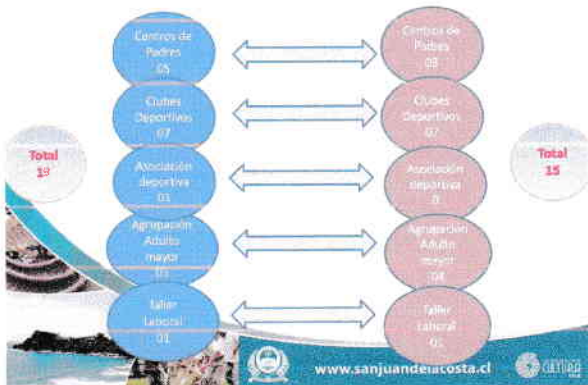 Centros de
Padres
05
Clubes
Deportivos
07
Total
19
Asociación
deportiva
01
Agrupación
Adulto
mayor
Taller
Laboral
01
Centros de
Padres
03
Clubes
Deportivos
07
Asociación
deportiva
0
Agrupación
Adulto
mayor
04
Taller
Laboral
01
Total
15
www.sanjuandelacosta.cl
CULTURA